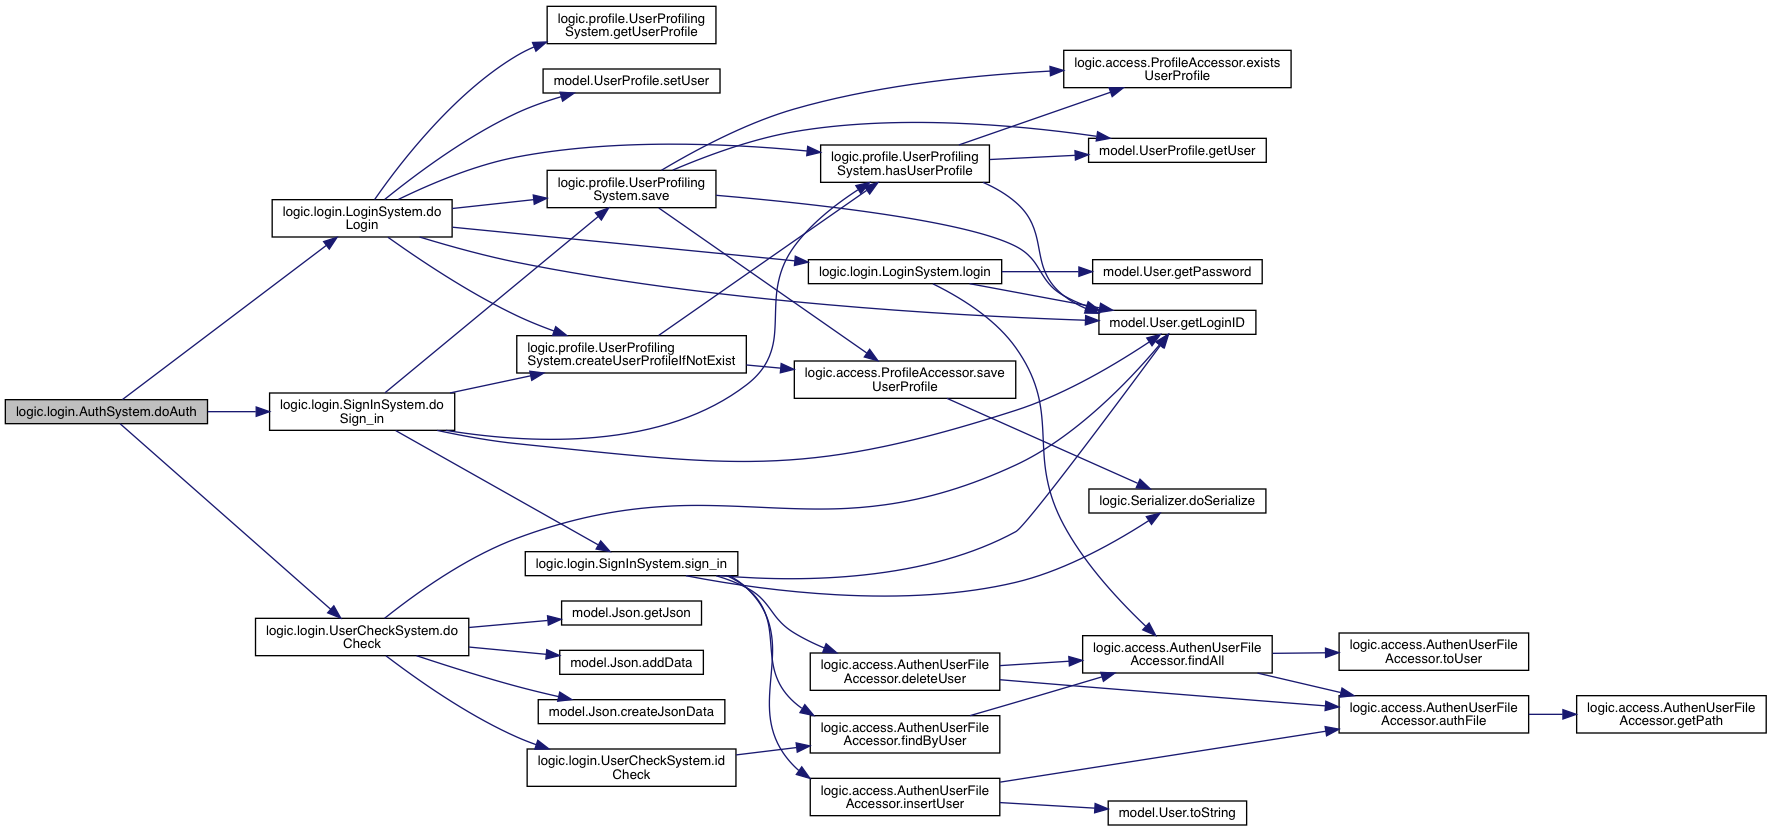 logic.login.AuthSystem.doAuth
logic.login.LoginSystem.do
Login
logic.login.SignInSystem.do
Sign_in
logic.login.UserCheckSystem.do
Check
logic.profile.UserProfiling
System.getUserProfile
model.UserProfile.setUser
logic.profile.UserProfiling
System.save
logic.profile.UserProfiling
System.createUserProfileIfNotExist
logic.login.SignInSystem.sign_in
model.Json.getJson
model.Json.addData
model.Json.createJsonData
logic.login.UserCheckSystem.id
Check
logic.profile.UserProfiling
System.hasUserProfile
logic.login.LoginSystem.login
logic.access.ProfileAccessor.save
UserProfile
logic.access.AuthenUserFile
Accessor.deleteUser
logic.access.AuthenUserFile
Accessor.findByUser
logic.access.AuthenUserFile
Accessor.insertUser
logic.access.ProfileAccessor.exists
UserProfile
model.UserProfile.getUser
model.User.getPassword
model.User.getLoginID
logic.Serializer.doSerialize
logic.access.AuthenUserFile
Accessor.findAll
model.User.toString
logic.access.AuthenUserFile
Accessor.toUser
logic.access.AuthenUserFile
Accessor.authFile
logic.access.AuthenUserFile
Accessor.getPath